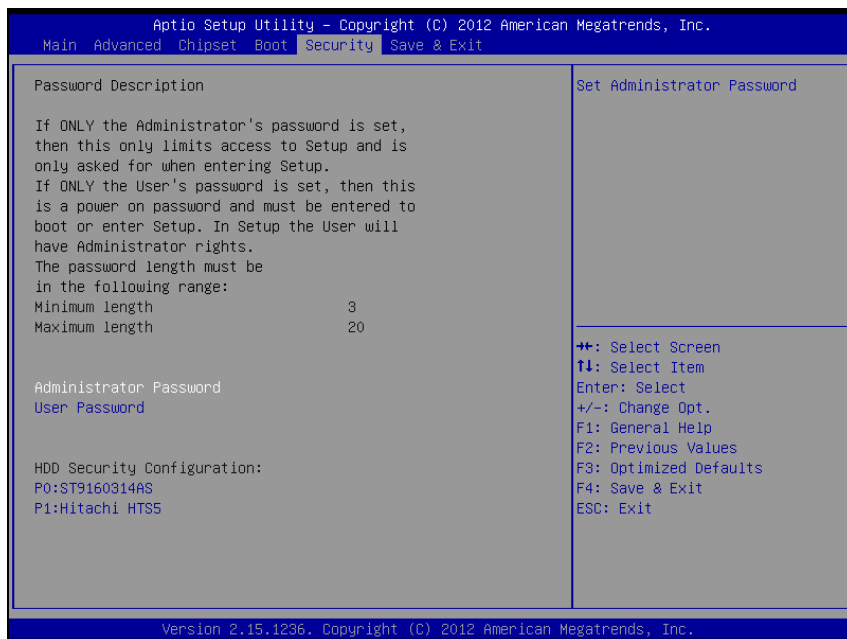 Aptio Setup Utility – Copyright (C) 2012 American Megatrends, Inc.
Main Advanced Chipset Boot Security Save & Exit
Password Description
If ONLY the Administrator's password is set,
then this only limits access to Setup and is
only asked for when entering Setup.
If ONLY the User's password is set, then this
is a power on password and must be entered to
boot or enter Setup. In Setup the User will
have Administrator rights.
The password length must be
in the following range:
Minimum length 3
Maximum length 20
Administrator Password
User Password
HDD Security Configuration:
P0:ST9160314AS
P1:Hitachi HTS5
Set Administrator Password
→←: Select Screen
↑↓: Select Item
Enter: Select
+/-: Change Opt.
F1: General Help
F2: Previous Values
F3: Optimized Defaults
F4: Save & Exit
ESC: Exit
Version 2.15.1236. Copyright (C) 2012 American Megatrends, Inc.